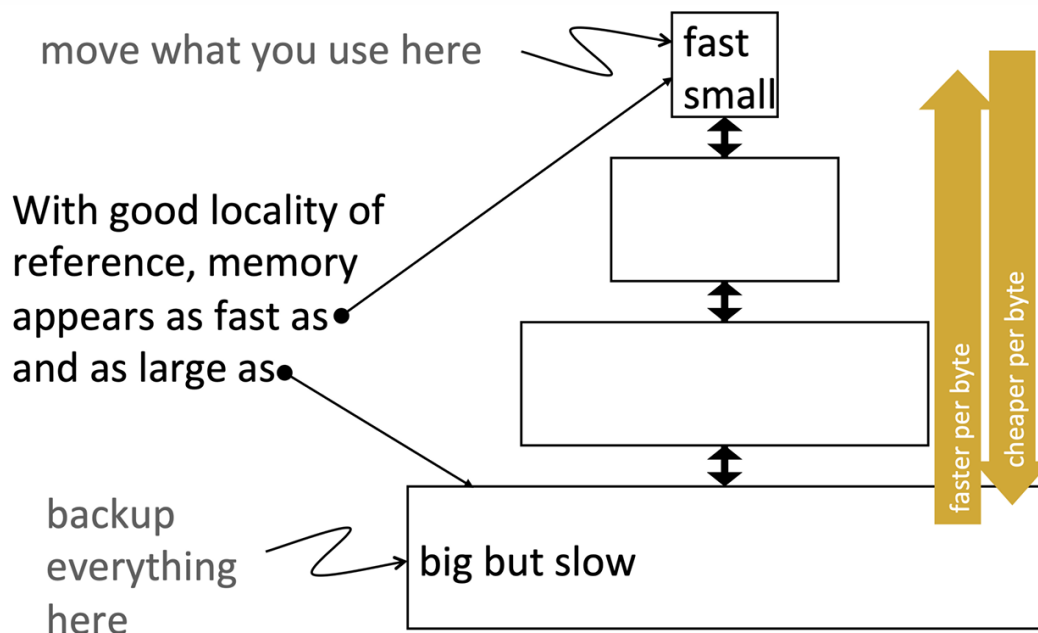 move what you use here
fast
small
With good locality of
reference, memory
appears as fast as
and as large as
faster per byte
cheaper per byte
backup
everything
here
big but slow